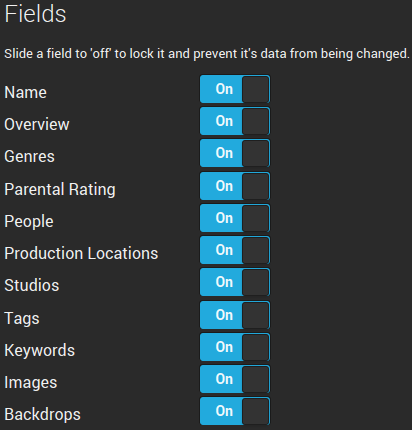 Fields
Slide a field to 'off' to lock it and prevent it's data from being changed.
Name On
Overview On
Genres On
Parental Rating On
People On
Production Locations On
Studios On
Tags On
Keywords On
Images On
Backdrops On